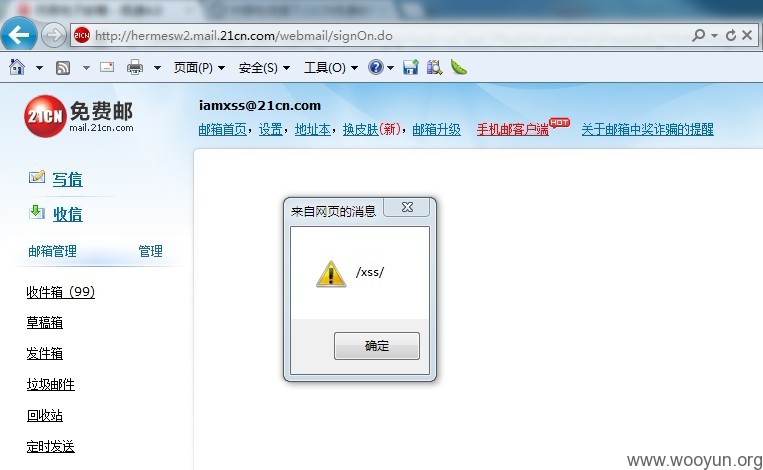 http://hermesw2.mail.21cn.com/webmail/signOn.do
页面(P) 安全(S) 工具(O)
21CN 免费邮
mail.21cn.com
iamxss@21cn.com
邮箱首页，设置，地址本，换皮肤(新)，邮箱升级 手机邮客户端 HOT 关于邮箱中奖诈骗的提醒
写信
收信
邮箱管理 管理
收件箱 (99)
草稿箱
发件箱
垃圾邮件
回收站
定时发送
来自网页的消息
/xss/
确定
www.wooyun.org